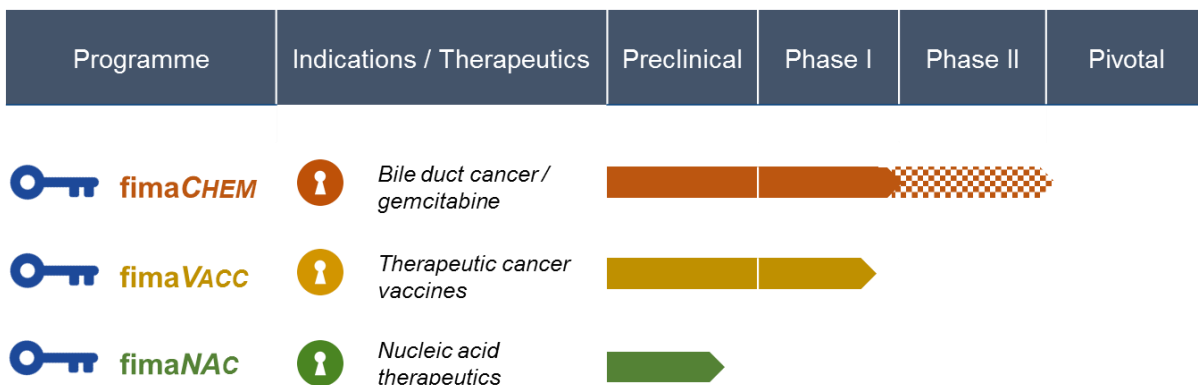 Programme Indications / Therapeutics Preclinical Phase I Phase II Pivotal
fimaCHEM
Bile duct cancer /
gemcitabine
fimaVACC
Therapeutic cancer
vaccines
fimaNAC
Nucleic acid
therapeutics